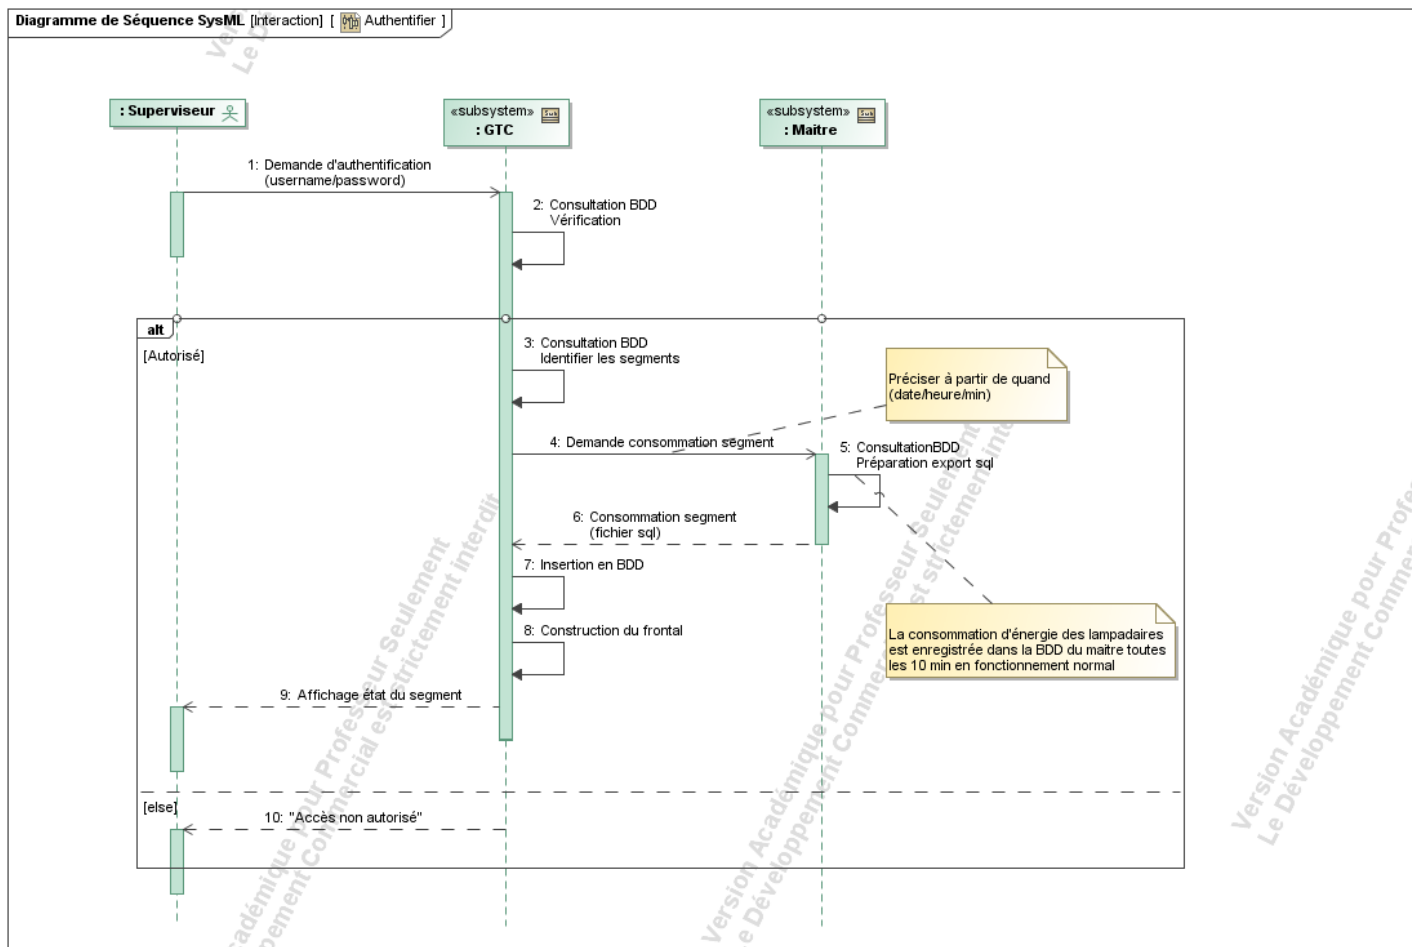 Diagramme de Séquence SysML [Interaction] [ Authentifier ]
: Superviseur
«subsystem»
: GTC
«subsystem»
: Maitre
1: Demande d'authentification
(username/password)
2: Consultation BDD
Vérification
alt
[Autorisé]
3: Consultation BDD
Identifier les segments
Préciser à partir de quand
(date/heure/min)
4: Demande consommation segment
5: ConsultationBDD
Préparation export sql
6: Consommation segment
(fichier sql)
7: Insertion en BDD
8: Construction du frontal
La consommation d'énergie des lampadaires
est enregistrée dans la BDD du maitre toutes
les 10 min en fonctionnement normal
9: Affichage état du segment
[else]
10: "Accès non autorisé"
Version Académique pour Professeur Seulement
Le Développement Commercial est strictement interdit